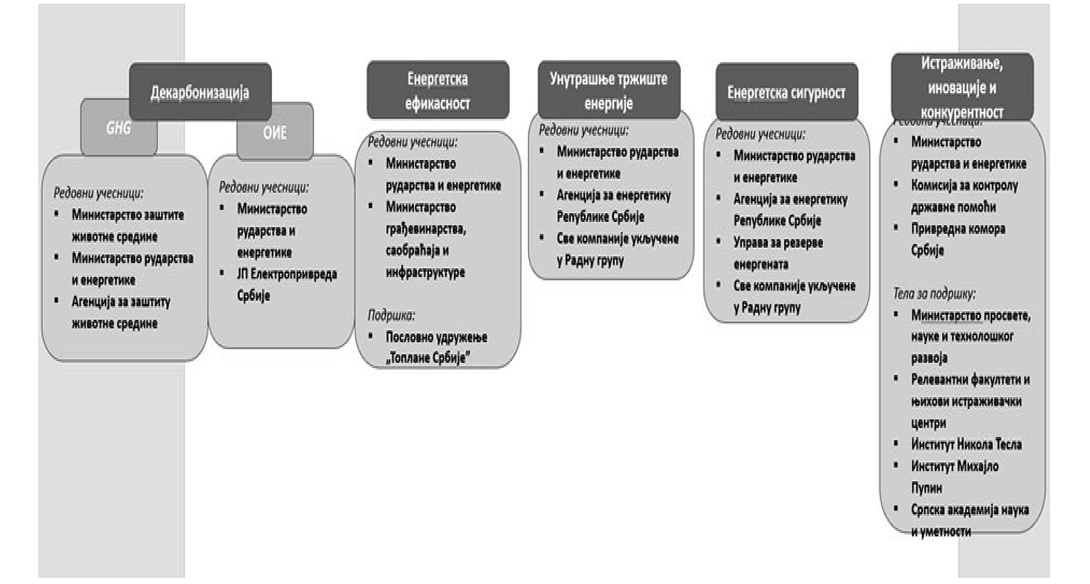 Декарбонизација
GHG
Редовни учесници:
▪ Министарство заштите
животне средине
▪ Министарство рударства
и енергетике
▪ Агенција за заштиту
животне средине
ОИЕ
Редовни учесници:
▪ Министарство
рударства и
енергетике
▪ ЈП Електропривреда
Србије
Енергетска
ефикасност
Редовни учесници:
▪ Министарство
рударства и енергетике
▪ Министарство
грађевинарства,
саобраћаја и
инфраструктуре
Подршка:
▪ Пословно удружење
„Топлане Србије”
Унутрашње тржиште
енергије
Редовни учесници:
▪ Министарство рударства
и енергетике
▪ Агенција за енергетику
Републике Србије
▪ Све компаније укључене
у Радну групу
Енергетска сигурност
Редовни учесници:
▪ Министарство рударства
и енергетике
▪ Агенција за енергетику
Републике Србије
▪ Управа за резерве
енергената
▪ Све компаније укључене
у Радну групу
Истраживање,
иновације и
конкурентност
Редовни учесници:
▪ Министарство
рударства и енергетике
▪ Комисија за контролу
државне помоћи
▪ Привредна комора
Србије
Тела за подршку:
▪ Министарство просвете,
науке и технолошког
развоја
▪ Релевантни факултети и
њихови истраживачки
центри
▪ Институт Никола Тесла
▪ Институт Михајло
Пупин
▪ Српска академија наука
и уметности